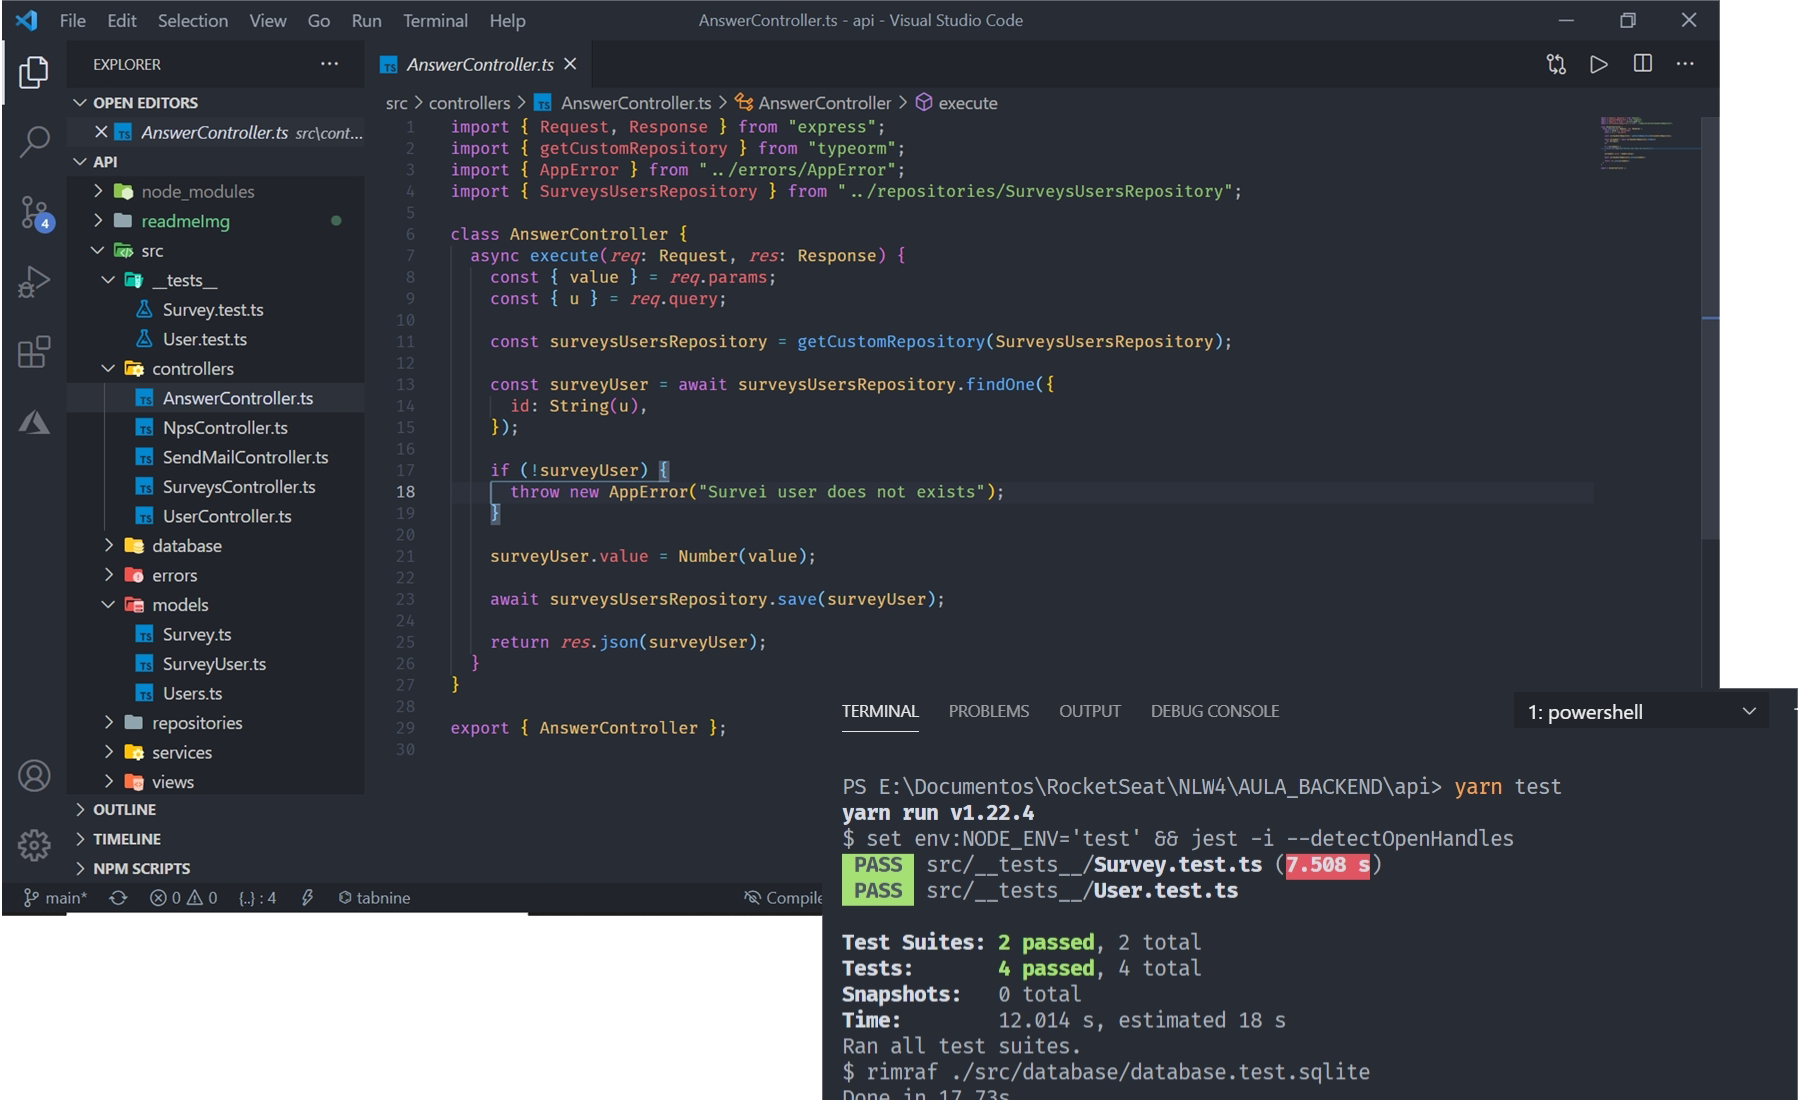 File Edit Selection View Go Run Terminal Help
AnswerController.ts - api - Visual Studio Code
EXPLORER
OPEN EDITORS
AnswerController.ts src\cont...
API
node_modules
readmeImg
src
__tests__
Survey.test.ts
User.test.ts
controllers
AnswerController.ts
NpsController.ts
SendMailController.ts
SurveysController.ts
UserController.ts
database
errors
models
Survey.ts
SurveyUser.ts
Users.ts
repositories
services
views
OUTLINE
TIMELINE
NPM SCRIPTS
4
AnswerController.ts
src > controllers > TS AnswerController.ts > AnswerController > execute
1 import { Request, Response } from "express";
2 import { getCustomRepository } from "typeorm";
3 import { AppError } from "../errors/AppError";
4 import { SurveysUsersRepository } from "../repositories/SurveysUsersRepository";
5
6 class AnswerController {
7 async execute(req: Request, res: Response) {
8 const { value } = req.params;
9 const { u } = req.query;
10
11 const surveysUsersRepository = getCustomRepository(SurveysUsersRepository);
12
13 const surveyUser = await surveysUsersRepository.findOne({
14 id: String(u),
15 });
16
17 if (!surveyUser) {
18 throw new AppError("Survei user does not exists");
19 }
20
21 surveyUser.value = Number(value);
22
23 await surveysUsersRepository.save(surveyUser);
24
25 return res.json(surveyUser);
26 }
27 }
28
29 export { AnswerController };
30
main* 0 0 {..} : 4 tabnine Compile
TERMINAL PROBLEMS OUTPUT DEBUG CONSOLE 1: powershell
PS E:\Documentos\RocketSeat\NLW4\AULA_BACKEND\api> yarn test
yarn run v1.22.4
$ set env:NODE_ENV='test' && jest -i --detectOpenHandles
PASS src/__tests__/Survey.test.ts (7.508 s)
PASS src/__tests__/User.test.ts
Test Suites: 2 passed, 2 total
Tests: 4 passed, 4 total
Snapshots: 0 total
Time: 12.014 s, estimated 18 s
Ran all test suites.
$ rimraf ./src/database/database.test.sqlite
Done in 17.73s